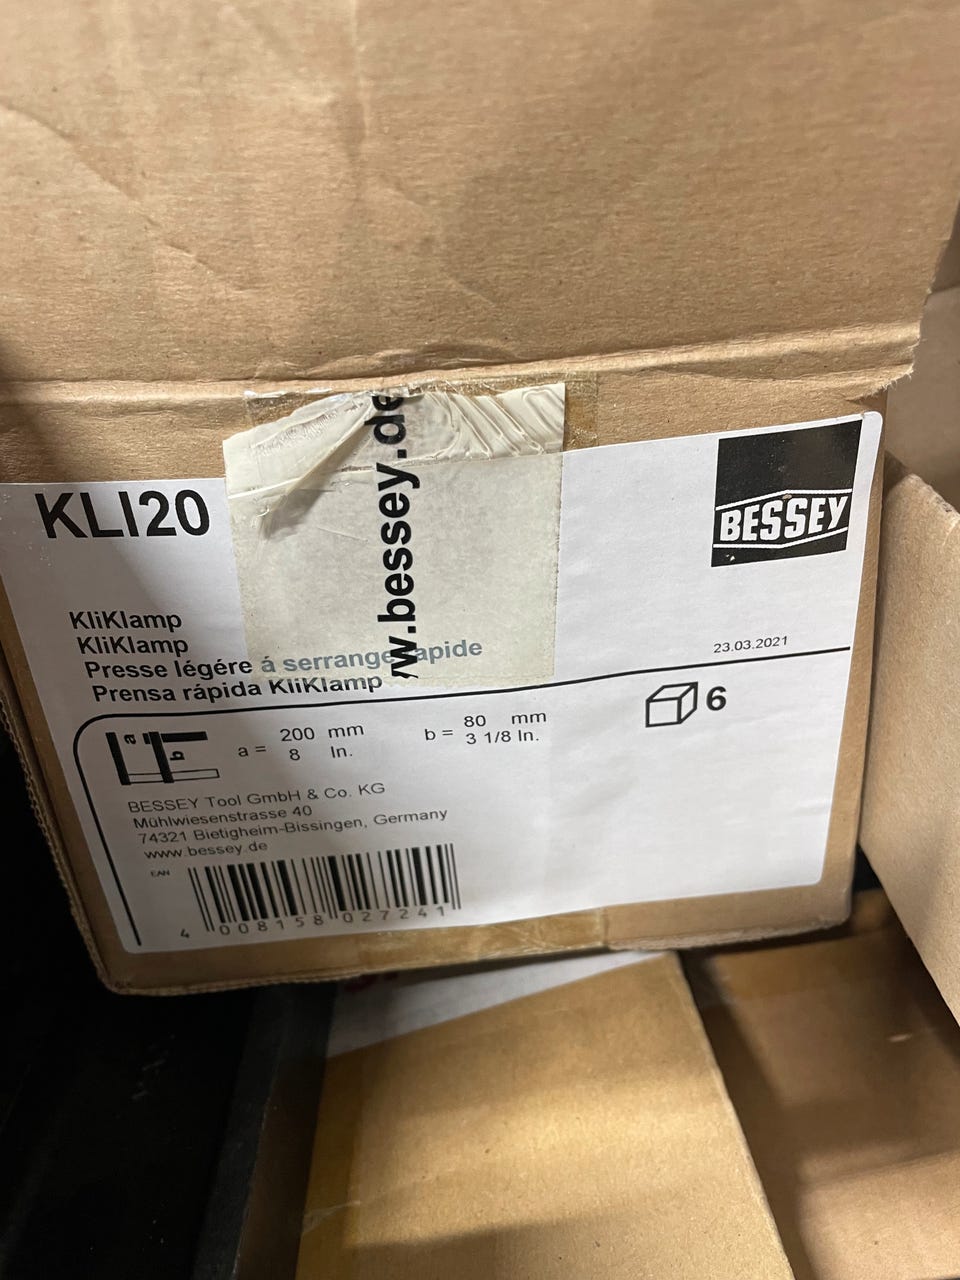 KLI20
/w.bessey.de
BESSEY
KliKlamp
KliKlamp
Presse légére á serrange apide
Prensa rápida KliKlamp
23.03.2021
a
b
a = 200 mm
8 In.
b = 80 mm
3 1/8 In.
6
BESSEY Tool GmbH & Co. KG
Mühlwiesenstrasse 40
74321 Bietigheim-Bissingen, Germany
www.bessey.de
EAN
4 008158 027241